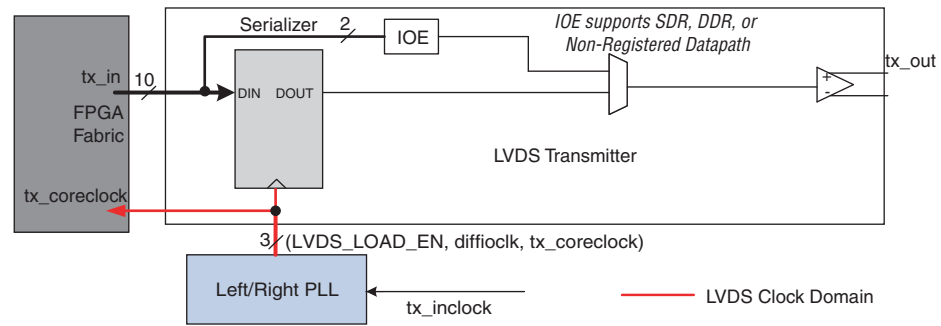 Serializer
2
IOE
IOE supports SDR, DDR, or
Non-Registered Datapath
tx_in
10
FPGA
Fabric
DIN DOUT
+
-
tx_out
LVDS Transmitter
tx_coreclock
3
(LVDS_LOAD_EN, diffioclk, tx_coreclock)
Left/Right PLL
tx_inclock
LVDS Clock Domain